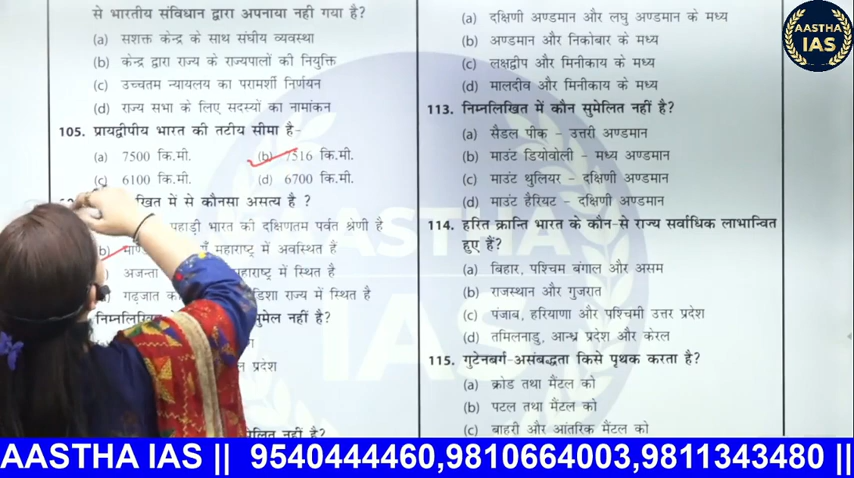 से भारतीय संविधान द्वारा अपनाया नही गया है?
(a) सशक्त केन्द्र के साथ संघीय व्यवस्था
(b) केन्द्र द्वारा राज्य के राज्यपालों की नियुक्ति
(c) उच्चतम न्यायलय का परामर्शी निर्णयन
(d) राज्य सभा के लिए सदस्यों का नामांकन
105. प्रायद्वीपीय भारत की तटीय सीमा है-
(a) 7500 कि.मी. (b) 7516 कि.मी.
(c) 6100 कि.मी. (d) 6700 कि.मी.
में से कौनसा असत्य है ?
पहाड़ी भारत की दक्षिणतम पर्वत श्रेणी है
b) महाराष्ट्र में अवस्थित है
अजन्ता में स्थित है
गढ़जात राज्य में स्थित है
सुमेल नहीं है?
प्रदेश
नहीं है?
(a) दक्षिणी अण्डमान और लघु अण्डमान के मध्य
(b) अण्डमान और निकोबार के मध्य
(c) लक्षद्वीप और मिनीकाय के मध्य
(d) मालदीव और मिनीकाय के मध्य
113. निम्नलिखित में कौन सुमेलित नहीं है?
(a) सैडल पीक - उत्तरी अण्डमान
(b) माउंट डियोवोली - मध्य अण्डमान
(c) माउंट थुलियर - दक्षिणी अण्डमान
(d) माउंट हैरियट - दक्षिणी अण्डमान
114. हरित क्रान्ति भारत के कौन-से राज्य सर्वाधिक लाभान्वित
हुए हैं?
(a) बिहार, पश्चिम बंगाल और असम
(b) राजस्थान और गुजरात
(c) पंजाब, हरियाणा और पश्चिमी उत्तर प्रदेश
(d) तमिलनाडु, आन्ध्र प्रदेश और केरल
115. गुटेनबर्ग-असंबद्धता किसे पृथक करता है?
(a) क्रोड तथा मैंटल को
(b) पटल तथा मैंटल को
(c) बाहरी और आंतरिक मैंटल को
AASTHA
IAS
AASTHA
IAS
AASTHA IAS || 9540444460,9810664003,9811343480 ||